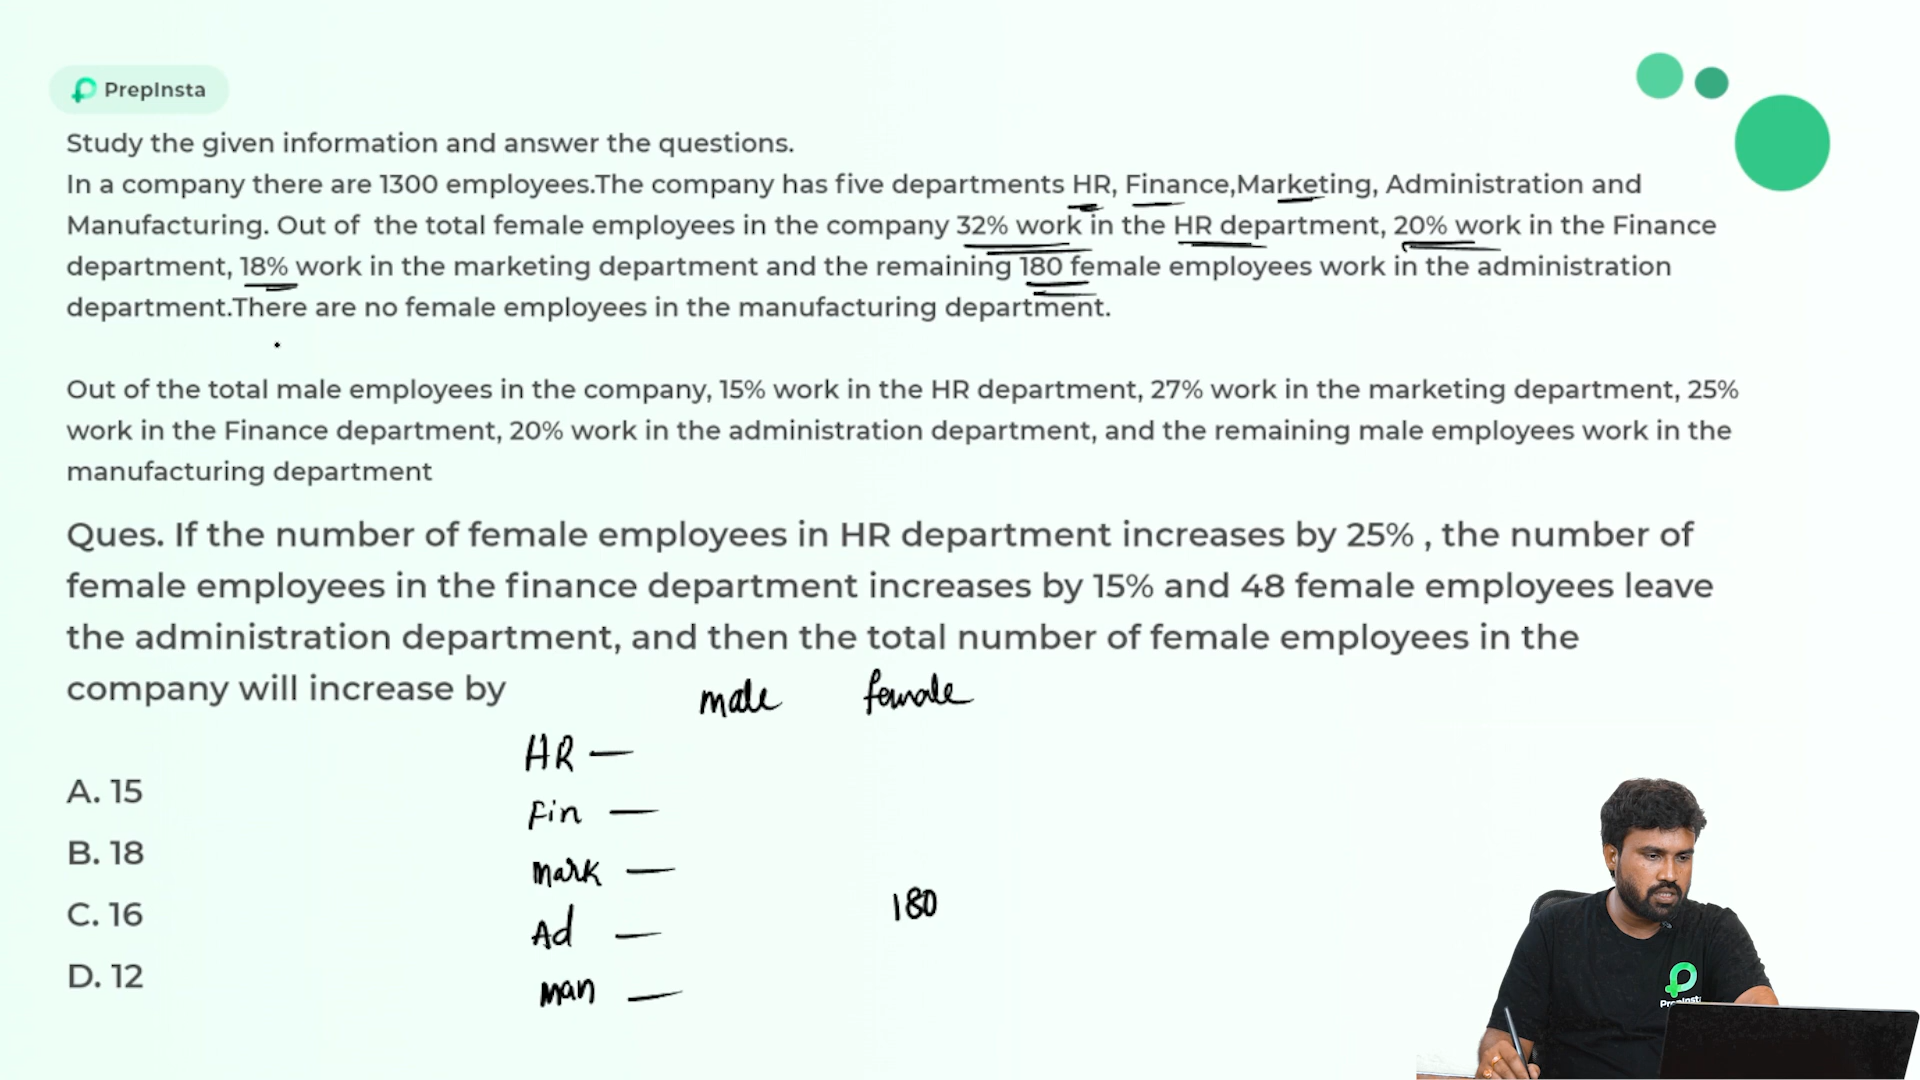 PrepInsta
Study the given information and answer the questions.
In a company there are 1300 employees.The company has five departments HR, Finance,Marketing, Administration and
Manufacturing. Out of the total female employees in the company 32% work in the HR department, 20% work in the Finance
department, 18% work in the marketing department and the remaining 180 female employees work in the administration
department.There are no female employees in the manufacturing department.
Out of the total male employees in the company, 15% work in the HR department, 27% work in the marketing department, 25%
work in the Finance department, 20% work in the administration department, and the remaining male employees work in the
manufacturing department
Ques. If the number of female employees in HR department increases by 25% , the number of
female employees in the finance department increases by 15% and 48 female employees leave
the administration department, and then the total number of female employees in the
company will increase by
male female
HR —
Fin —
mark —
180
Ad —
man —
A. 15
B. 18
C. 16
D. 12
PrepInsta